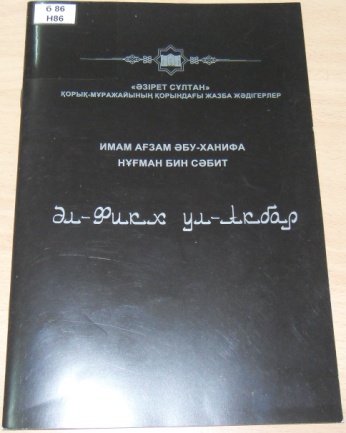 б 86
Н86
«ӘЗІРЕТ СҰЛТАН»
ҚОРЫҚ-МҰРАЖАЙЫНЫҢ ҚОРЫНДАҒЫ ЖАЗБА ЖӘДІГЕРЛЕР
ИМАМ АҒЗАМ ӘБУ-ХАНИФА
НҰҒМАН БИН СӘБИТ
Әл-Фикх ул-Акбар